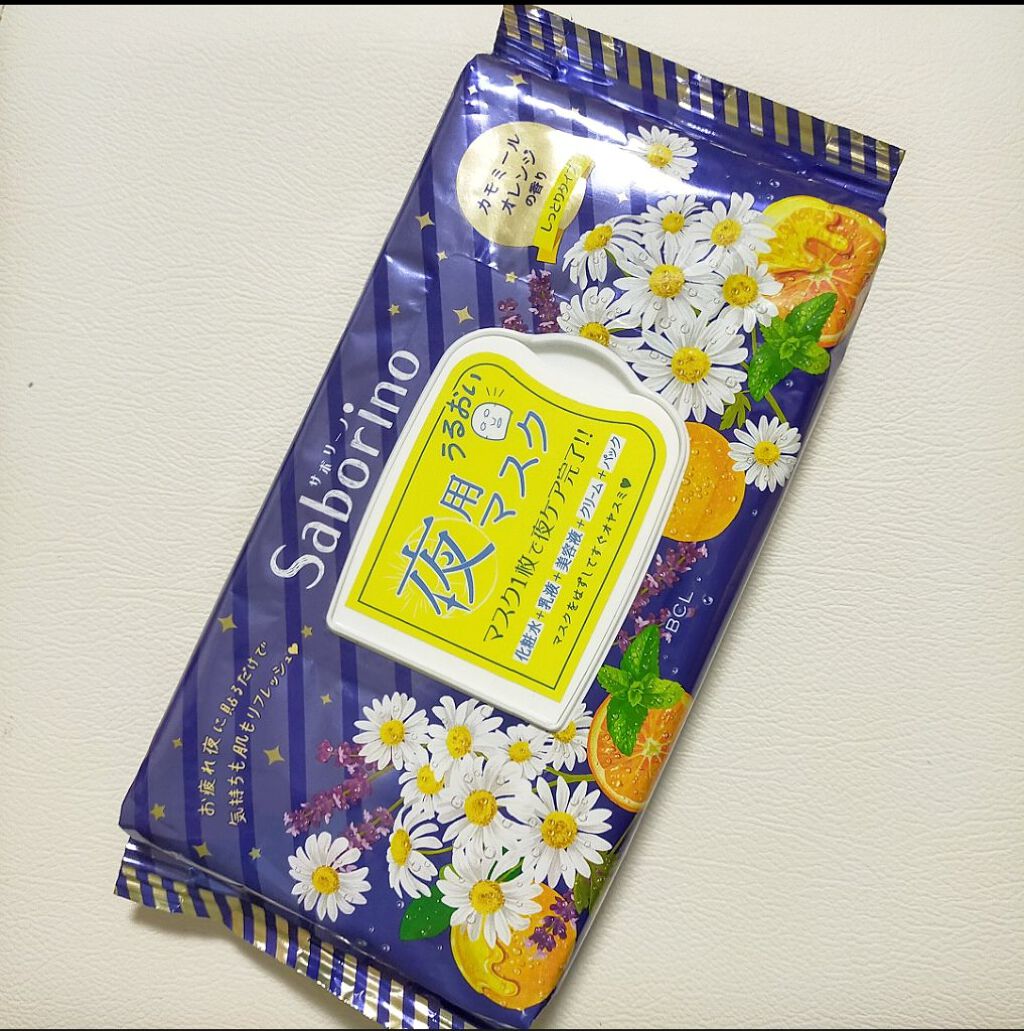 カモミール
オレンジ
の香り
しっとりタイプ
サボリーノ
Saborino
うるおい
夜用
マスク
マスク1枚で夜ケア完了!!
化粧水+乳液+美容液+クリーム+パック
マスクをはずしてすぐオヤスミ♥
BCL
お疲れ夜に貼るだけで
気持ちも肌もリフレッシュ♥